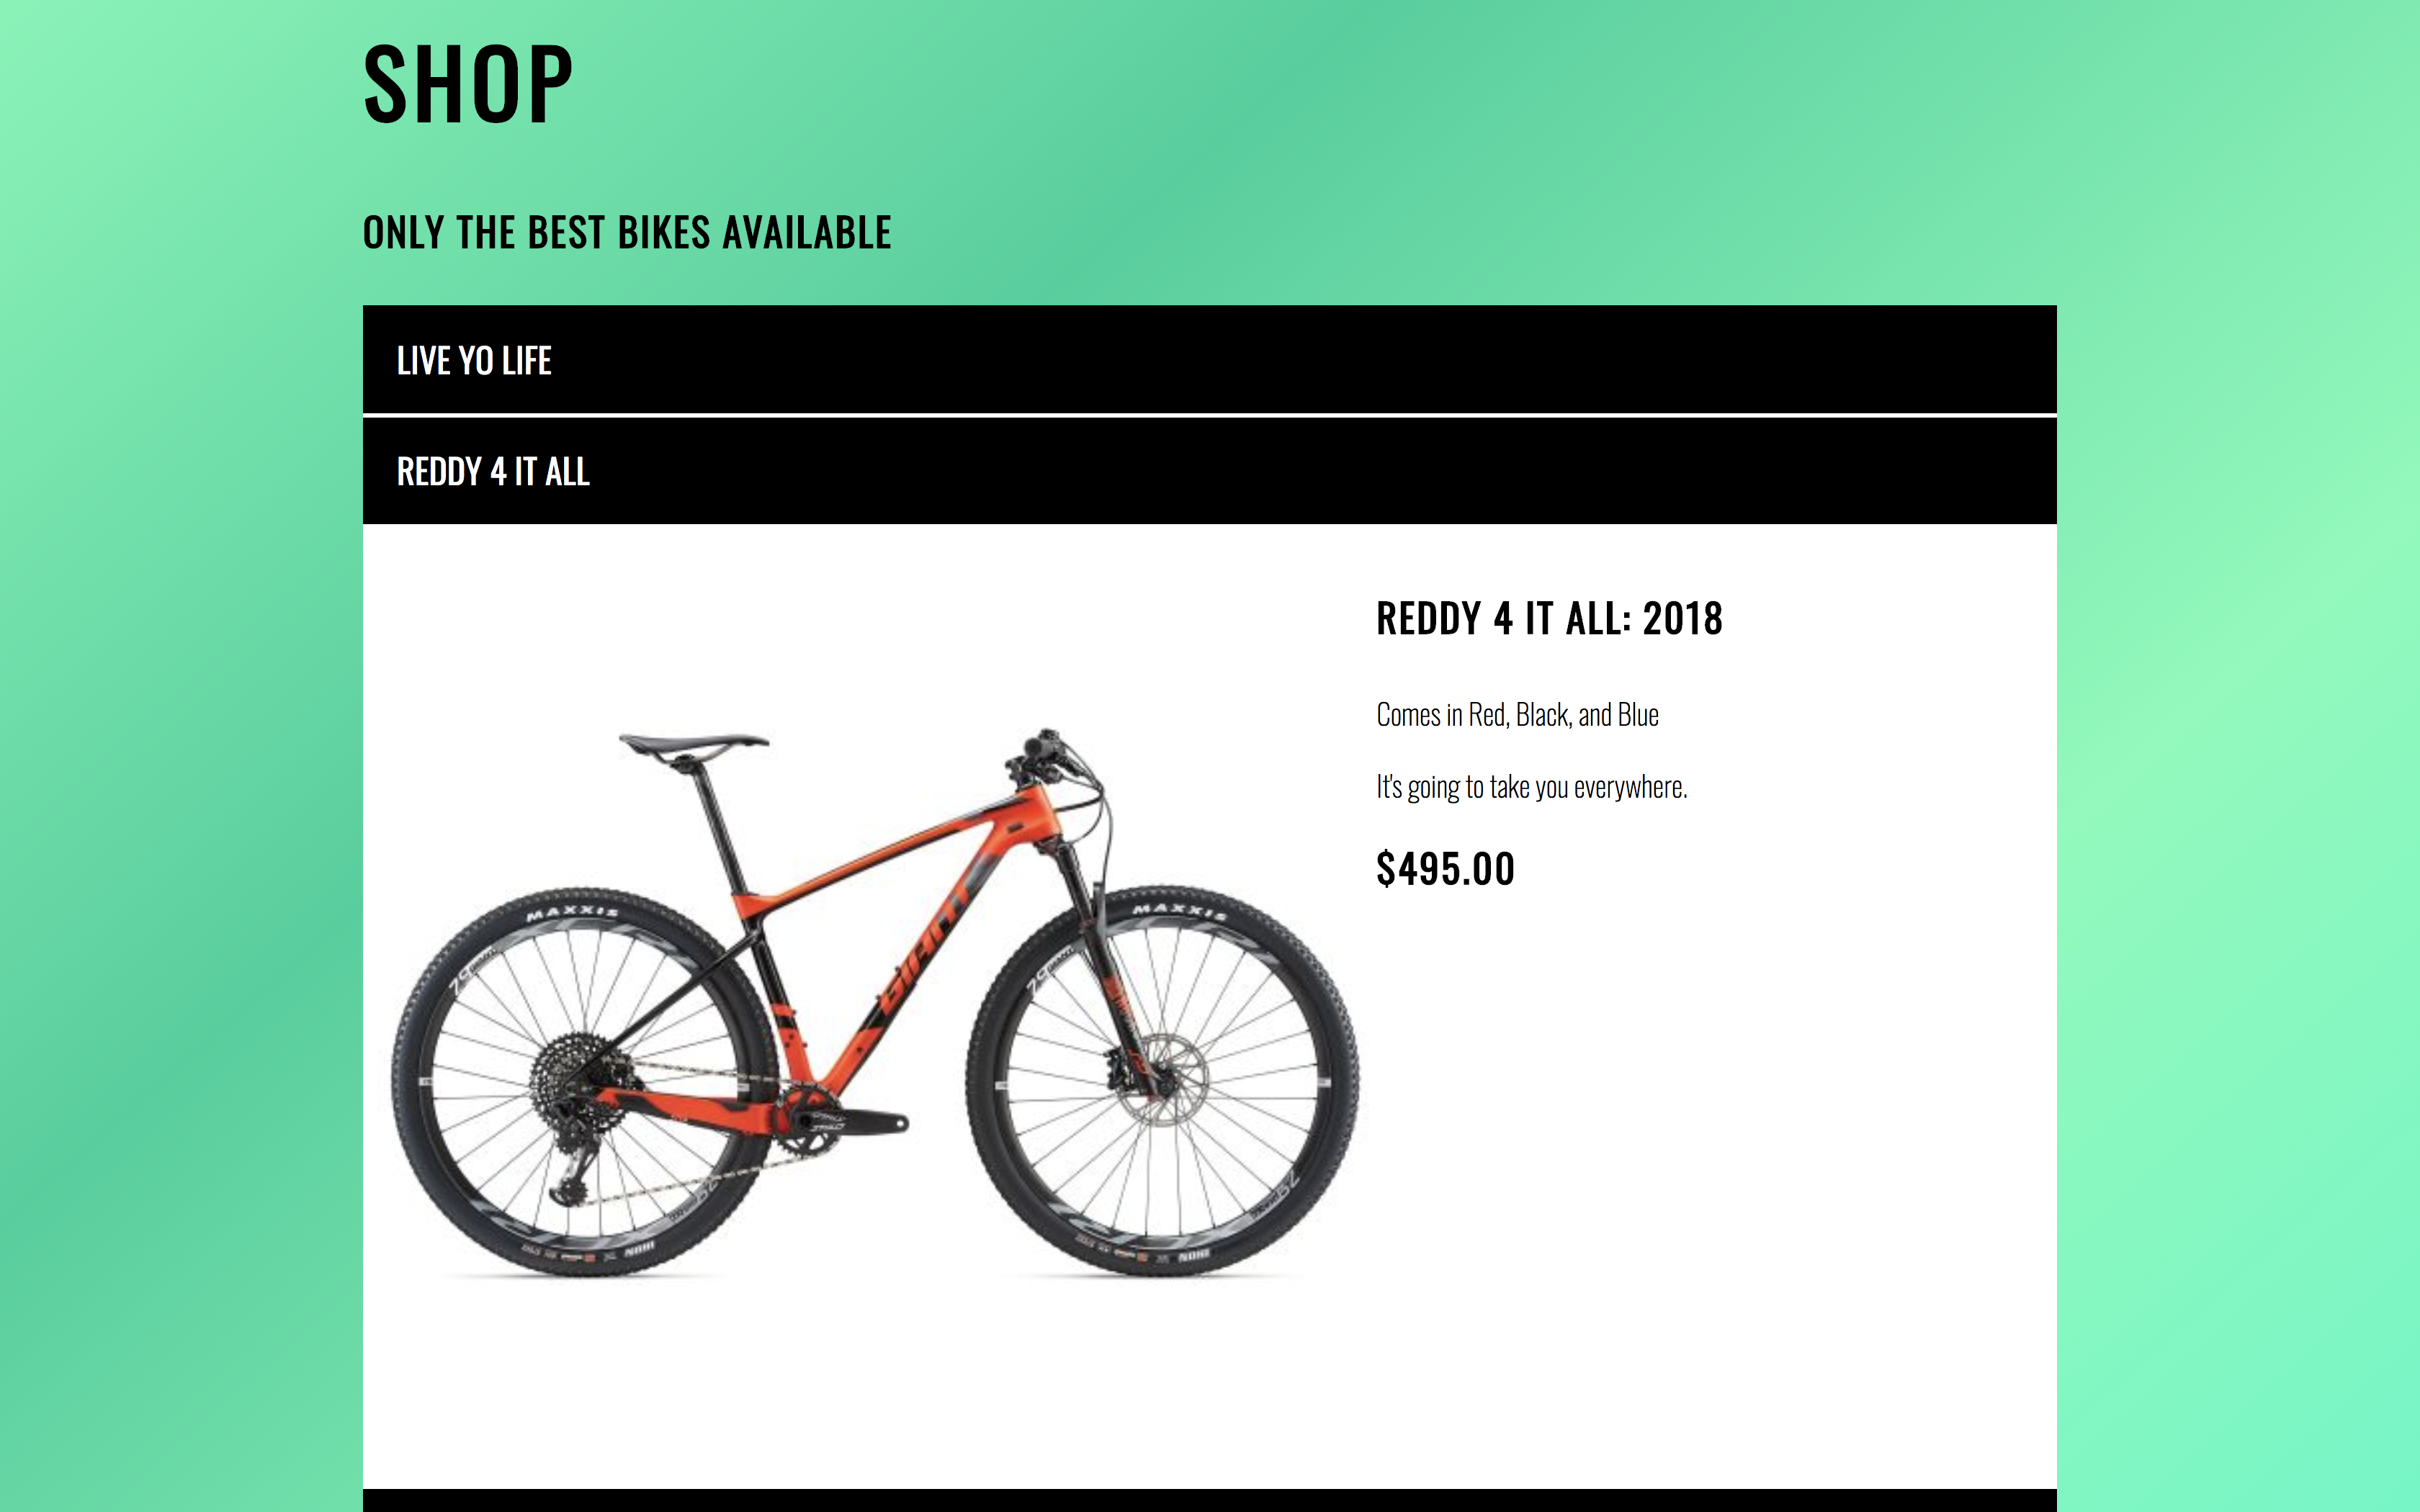 SHOP
ONLY THE BEST BIKES AVAILABLE
LIVE YO LIFE
REDDY 4 IT ALL
REDDY 4 IT ALL: 2018
Comes in Red, Black, and Blue
It's going to take you everywhere.
$495.00
MAXXIS
MAXXIS
GIANT